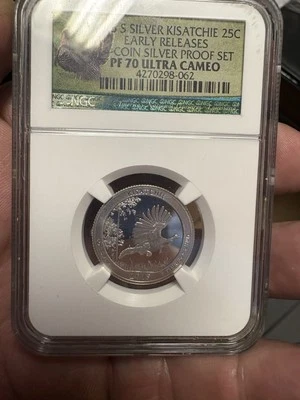 S SILVER KISATCHIE 25C
EARLY RELEASES
COIN SILVER PROOF SET
PF 70 ULTRA CAMEO
4270298-062
NGC